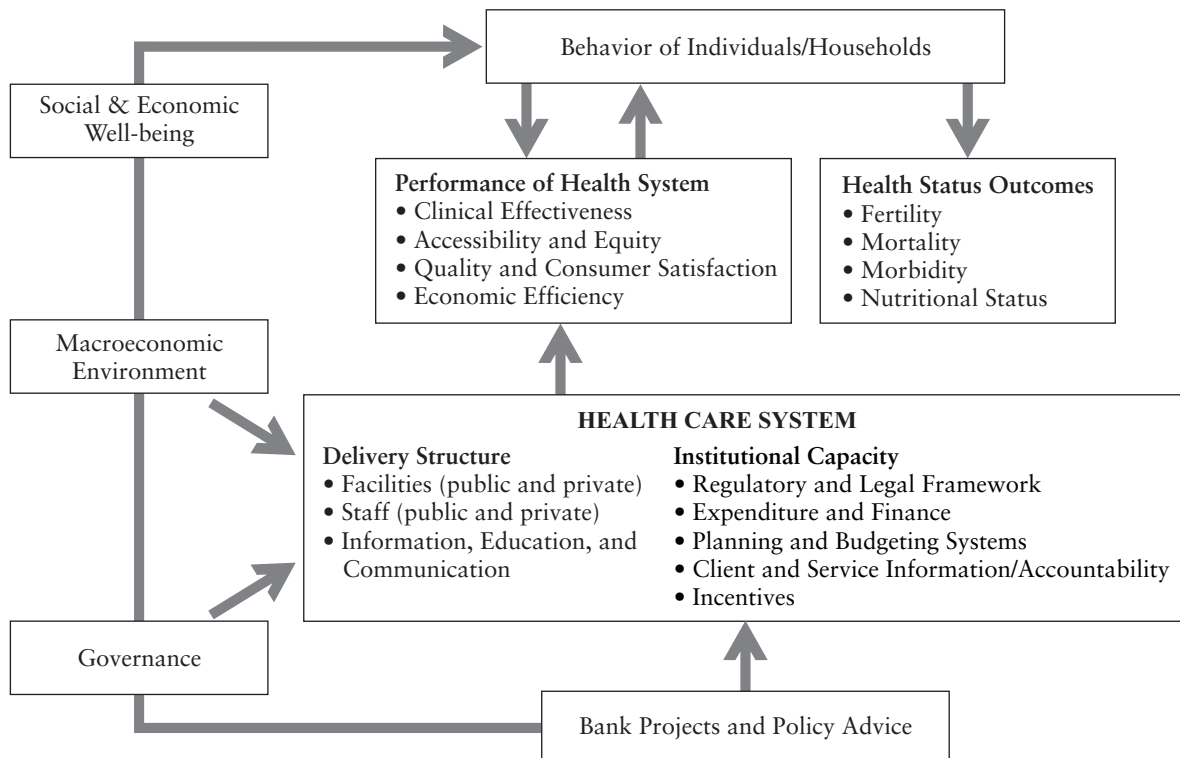 Behavior of Individuals/Households
Social & Economic
Well-being
Performance of Health System
• Clinical Effectiveness
• Accessibility and Equity
• Quality and Consumer Satisfaction
• Economic Efficiency
Health Status Outcomes
• Fertility
• Mortality
• Morbidity
• Nutritional Status
Macroeconomic
Environment
HEALTH CARE SYSTEM
Delivery Structure
• Facilities (public and private)
• Staff (public and private)
• Information, Education, and
Communication
Institutional Capacity
• Regulatory and Legal Framework
• Expenditure and Finance
• Planning and Budgeting Systems
• Client and Service Information/Accountability
• Incentives
Governance
Bank Projects and Policy Advice